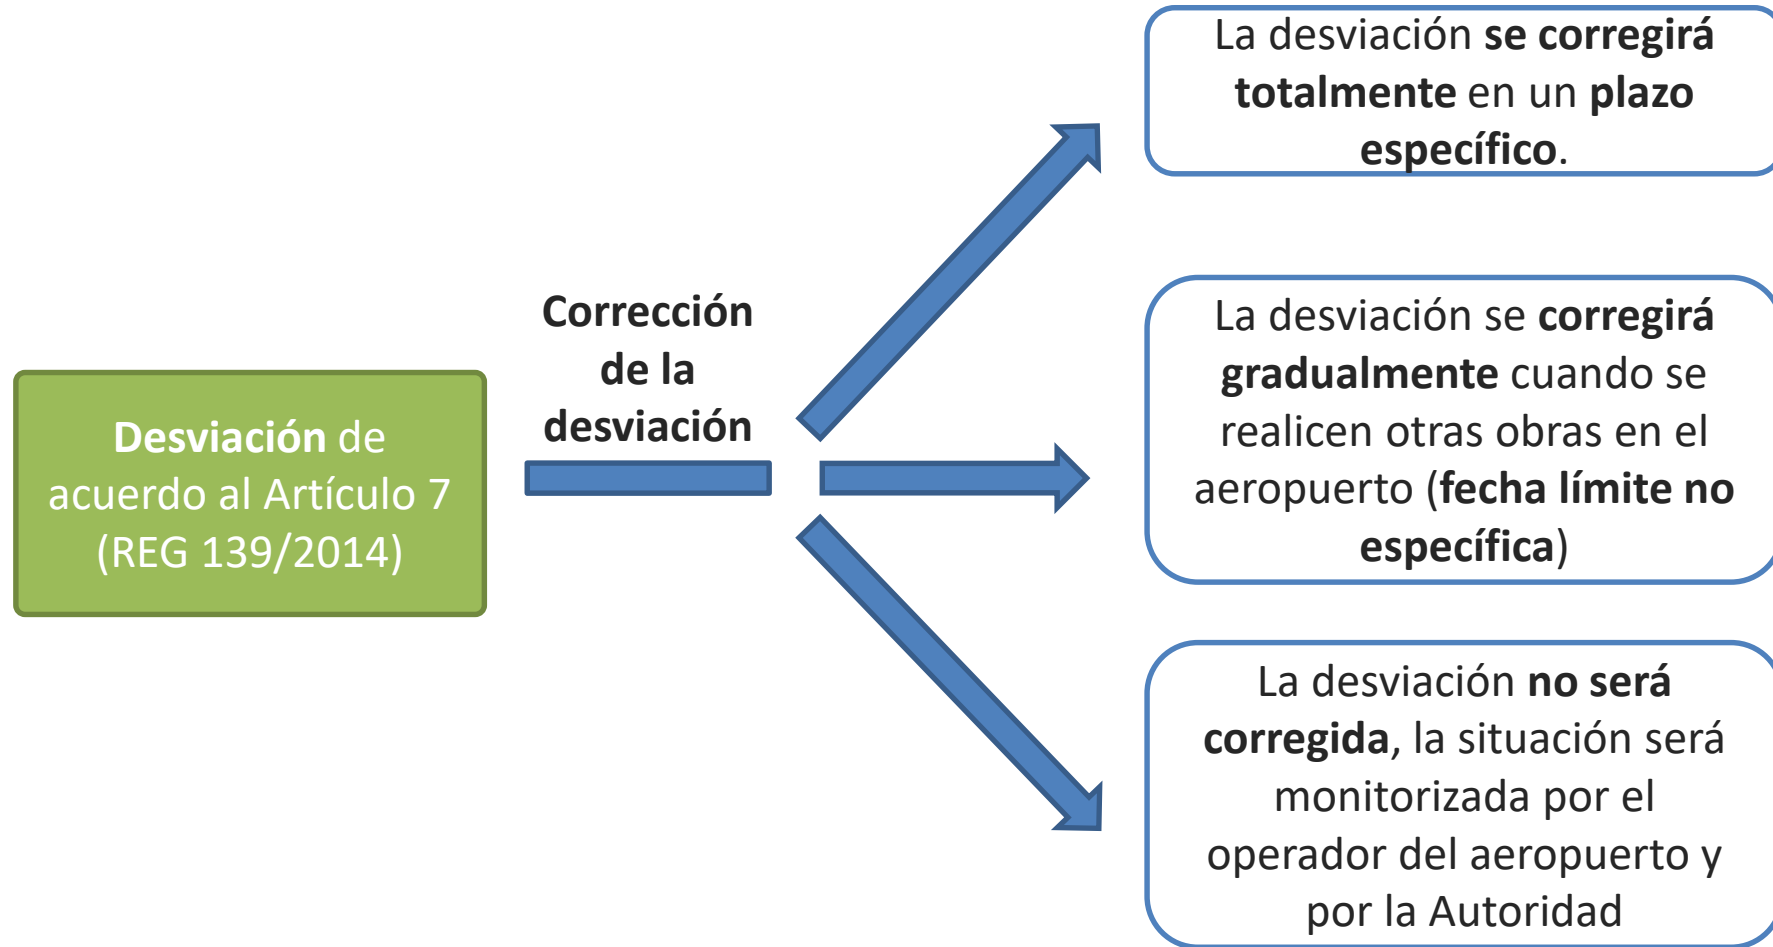 Desviación de
acuerdo al Artículo 7
(REG 139/2014)
Corrección
de la
desviación
La desviación se corregirá
totalmente en un plazo
específico.
La desviación se corregirá
gradualmente cuando se
realicen otras obras en el
aeropuerto (fecha límite no
específica)
La desviación no será
corregida, la situación será
monitorizada por el
operador del aeropuerto y
por la Autoridad